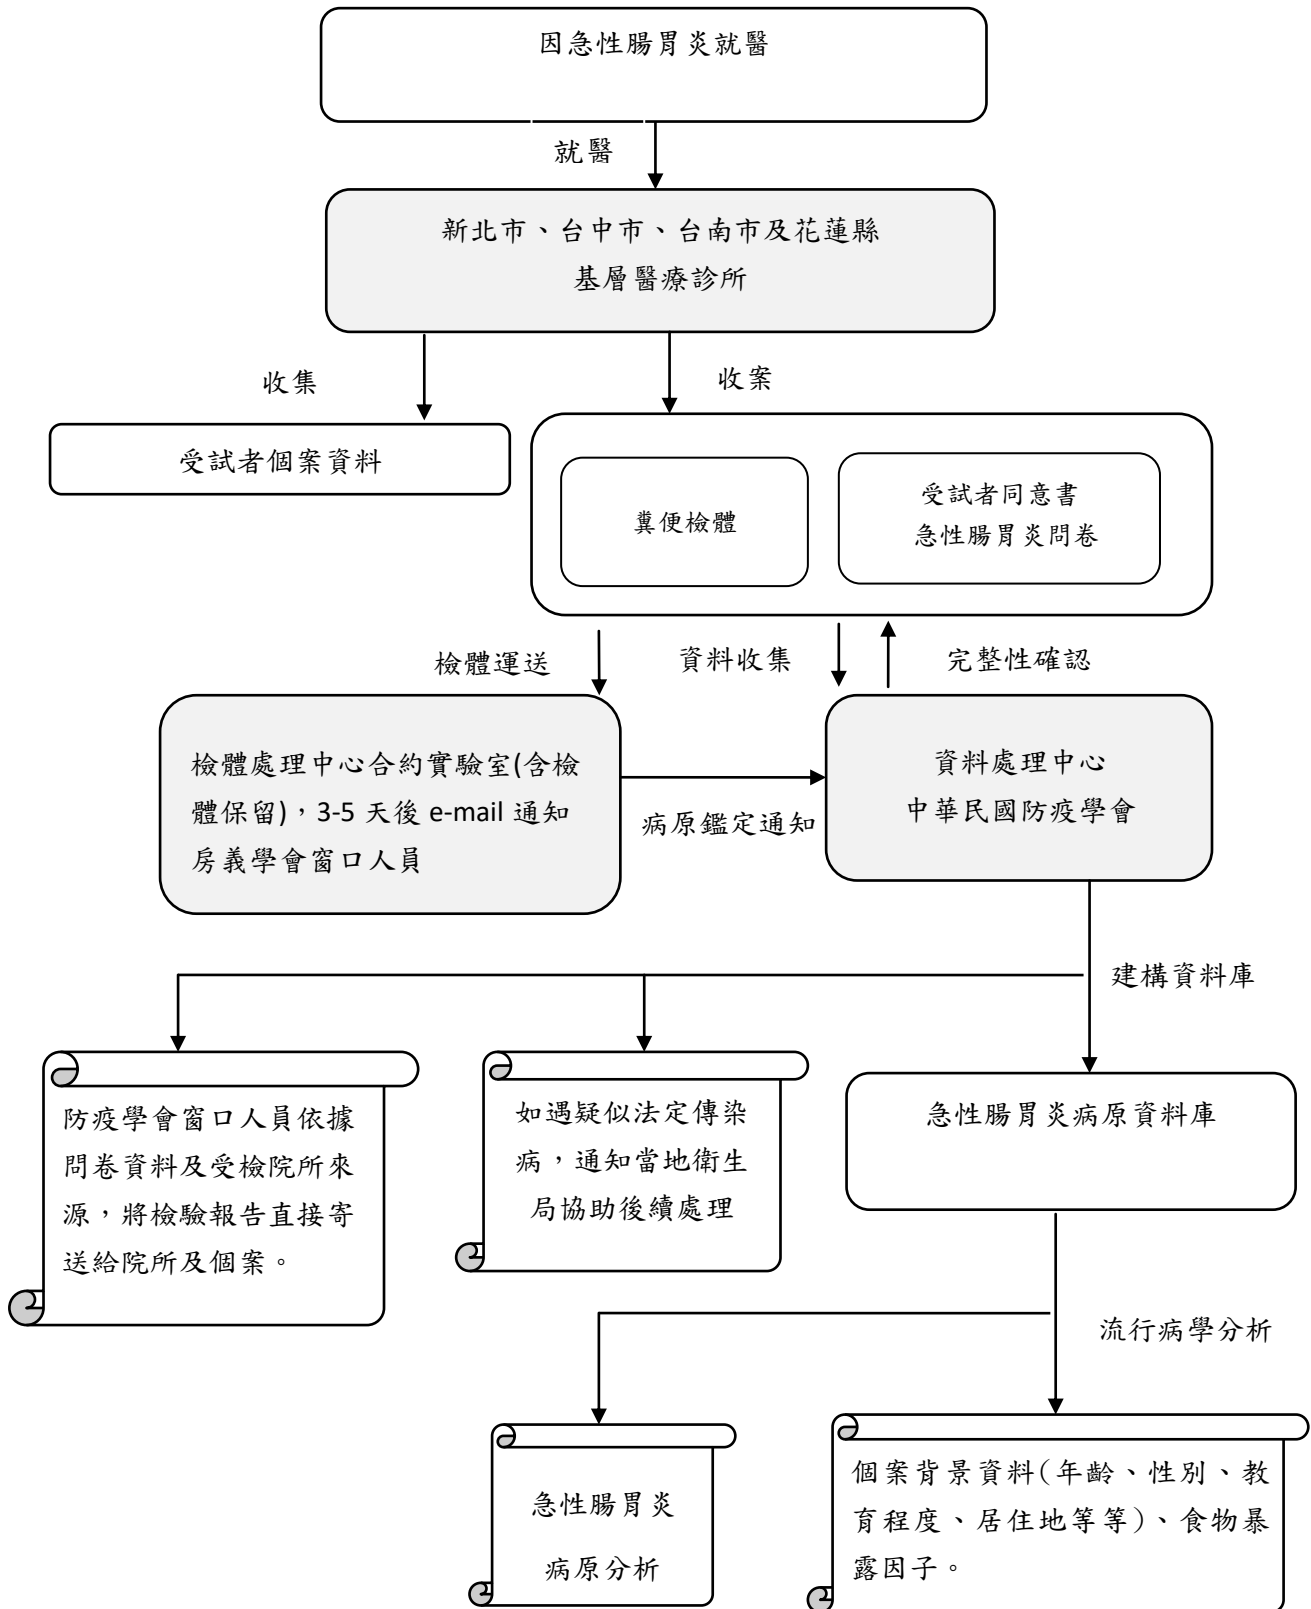 因急性腸胃炎就醫
就醫
新北市、台中市、台南市及花蓮縣
基層醫療診所
收集
收案
受試者個案資料
糞便檢體
受試者同意書
急性腸胃炎問卷
檢體運送
資料收集
完整性確認
檢體處理中心合約實驗室(含檢
體保留)，3-5 天後 e-mail 通知
房義學會窗口人員
病原鑑定通知
資料處理中心
中華民國防疫學會
建構資料庫
防疫學會窗口人員依據
問卷資料及受檢院所來
源，將檢驗報告直接寄
送給院所及個案。
如遇疑似法定傳染
病，通知當地衛生
局協助後續處理
急性腸胃炎病原資料庫
流行病學分析
急性腸胃炎
病原分析
個案背景資料(年齡、性別、教
育程度、居住地等等)、食物暴
露因子。